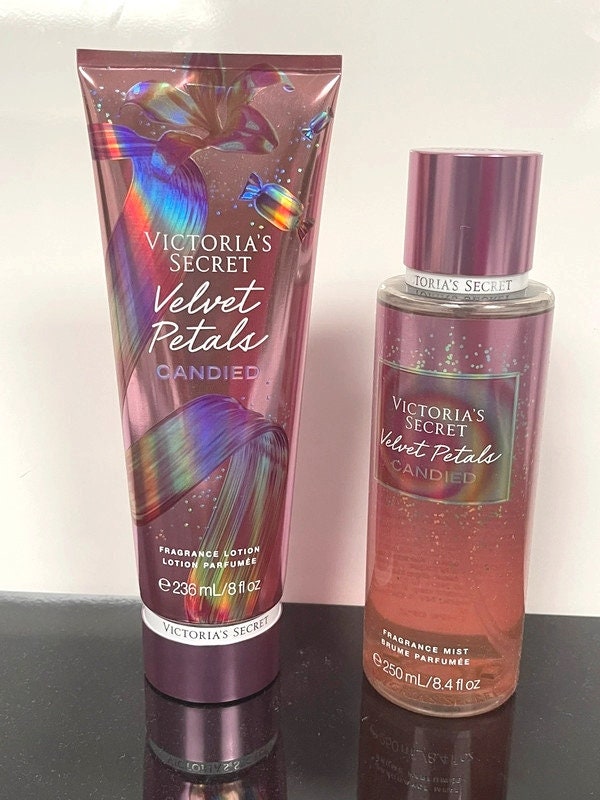 VICTORIA'S
SECRET
Velvet
Petals
CANDIED
FRAGRANCE LOTION
LOTION PARFUMÉE
℮ 236 mL/8 fl oz
VICTORIA'S SECRET
TORIA'S SECRET
VICTORIA'S
SECRET
Velvet Petals
CANDIED
FRAGRANCE MIST
BRUME PARFUMÉE
℮ 250 mL/8.4 fl oz